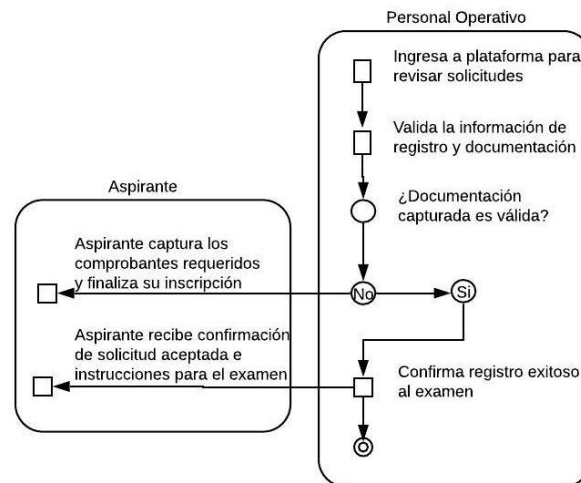 Personal Operativo
Ingresa a plataforma para
revisar solicitudes
Valida la información de
registro y documentación
Aspirante
¿Documentación
capturada es válida?
Aspirante captura los
comprobantes requeridos
y finaliza su inscripción
No
Si
Aspirante recibe confirmación
de solicitud aceptada e
instrucciones para el examen
Confirma registro exitoso
al examen